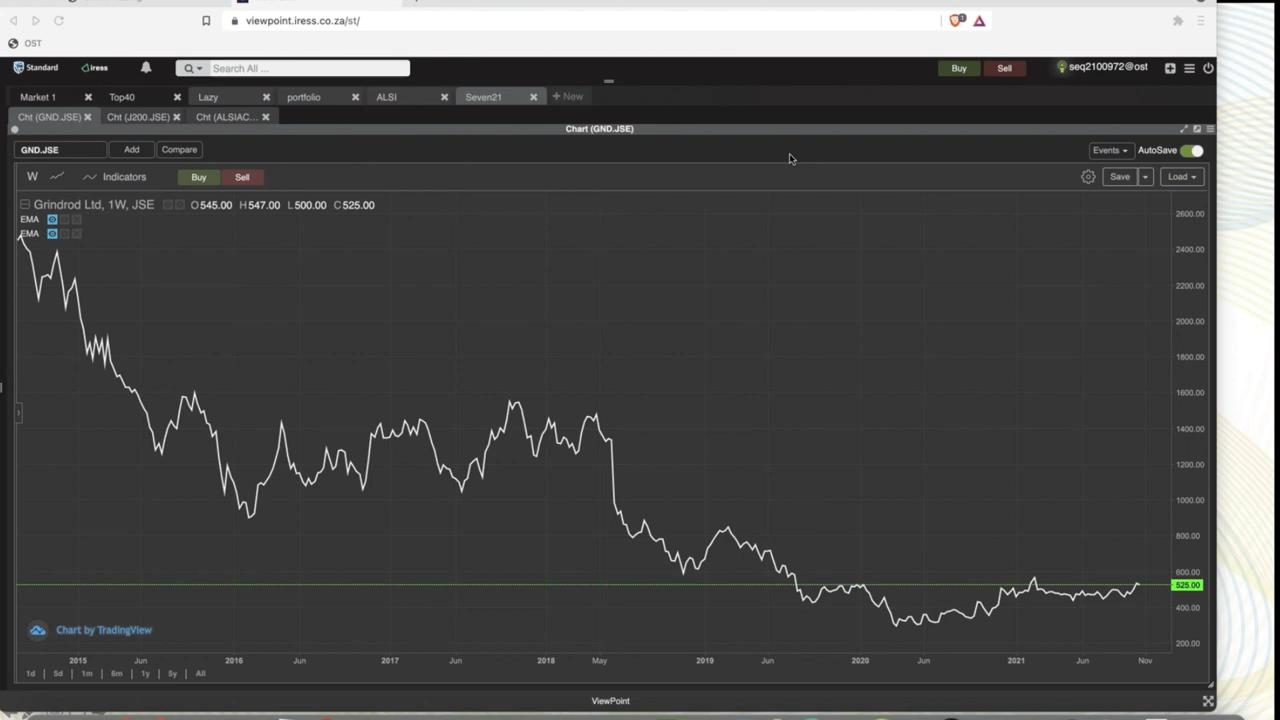 viewpoint.iress.co.za/st/
1
OST
Standard iress Search All ... Buy Sell seq2100972@ost
Market 1 Top40 Lazy portfolio ALSI Seven21 + New
Cht (GND.JSE) Cht (J200.JSE) Cht (ALSIAC...
Chart (GND.JSE)
GND.JSE Add Compare Events AutoSave
W Indicators Buy Sell Save Load
Grindrod Ltd, 1W, JSE O545.00 H547.00 L500.00 C525.00
EMA
EMA
2600.00
2400.00
2200.00
2000.00
1800.00
1600.00
1400.00
1200.00
1000.00
800.00
600.00
525.00
400.00
200.00
Chart by TradingView
2015 Jun 2016 Jun 2017 Jun 2018 May 2019 Jun 2020 Jun 2021 Jun Nov
1d 5d 1m 6m 1y 5y All
ViewPoint